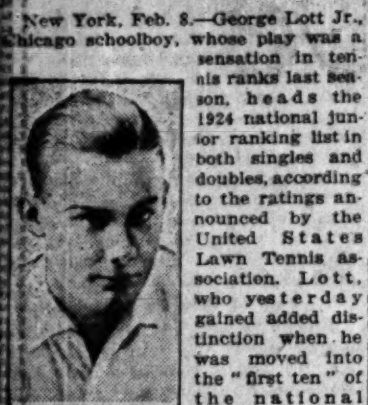 New York, Feb. 8.—George Lott Jr.,
Chicago schoolboy, whose play was a
sensation in ten-
nis ranks last sea-
son, heads the
1924 national jun-
ior ranking list in
both singles and
doubles, according
to the ratings an-
nounced by the
United States
Lawn Tennis as-
sociation. Lott,
who yesterday
gained added dis-
tinction when he
was moved into
the "first ten" of
the national